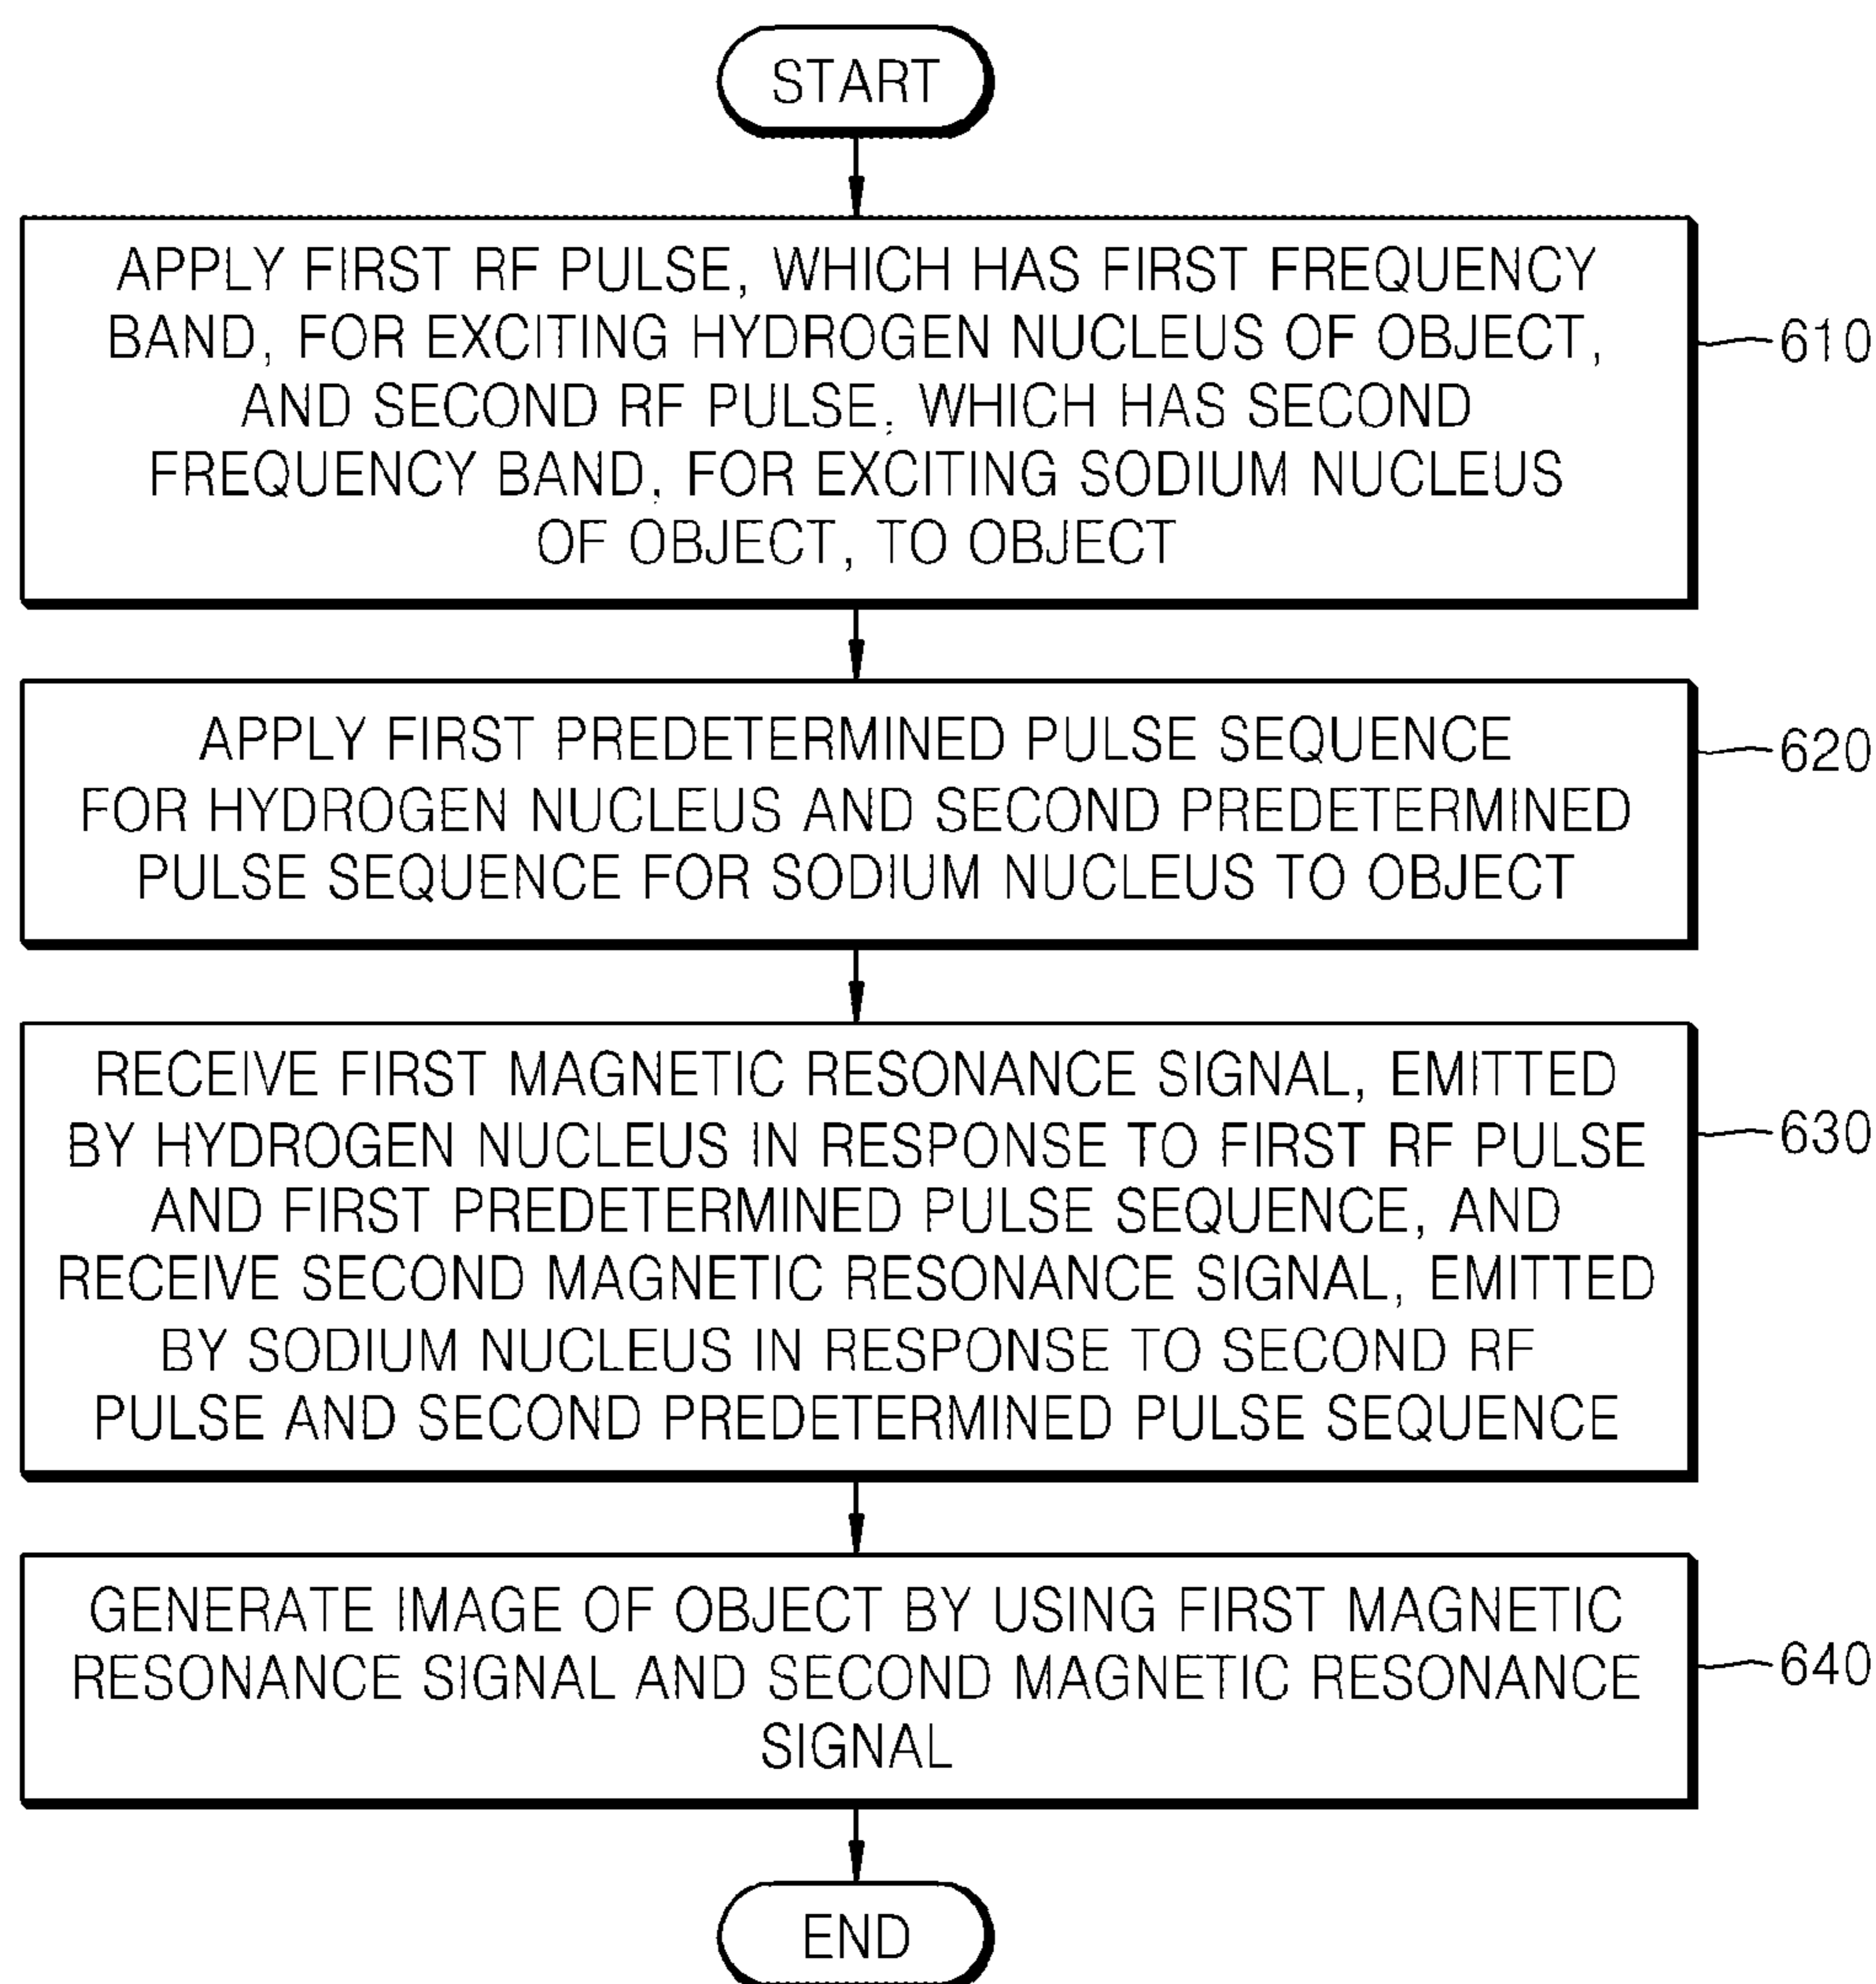 START
APPLY FIRST RF PULSE, WHICH HAS FIRST FREQUENCY
BAND, FOR EXCITING HYDROGEN NUCLEUS OF OBJECT,
AND SECOND RF PULSE, WHICH HAS SECOND
FREQUENCY BAND, FOR EXCITING SODIUM NUCLEUS
OF OBJECT, TO OBJECT
610
APPLY FIRST PREDETERMINED PULSE SEQUENCE
FOR HYDROGEN NUCLEUS AND SECOND PREDETERMINED
PULSE SEQUENCE FOR SODIUM NUCLEUS TO OBJECT
620
RECEIVE FIRST MAGNETIC RESONANCE SIGNAL, EMITTED
BY HYDROGEN NUCLEUS IN RESPONSE TO FIRST RF PULSE
AND FIRST PREDETERMINED PULSE SEQUENCE, AND
RECEIVE SECOND MAGNETIC RESONANCE SIGNAL, EMITTED
BY SODIUM NUCLEUS IN RESPONSE TO SECOND RF
PULSE AND SECOND PREDETERMINED PULSE SEQUENCE
630
GENERATE IMAGE OF OBJECT BY USING FIRST MAGNETIC
RESONANCE SIGNAL AND SECOND MAGNETIC RESONANCE
SIGNAL
640
END